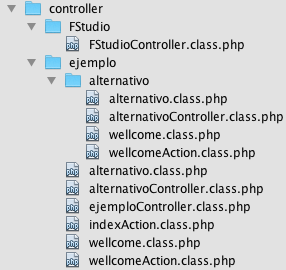 controller
FStudio
FStudioController.class.php
ejemplo
alternativo
alternativo.class.php
alternativoController.class.php
wellcome.class.php
wellcomeAction.class.php
alternativo.class.php
alternativoController.class.php
ejemploController.class.php
indexAction.class.php
wellcome.class.php
wellcomeAction.class.php